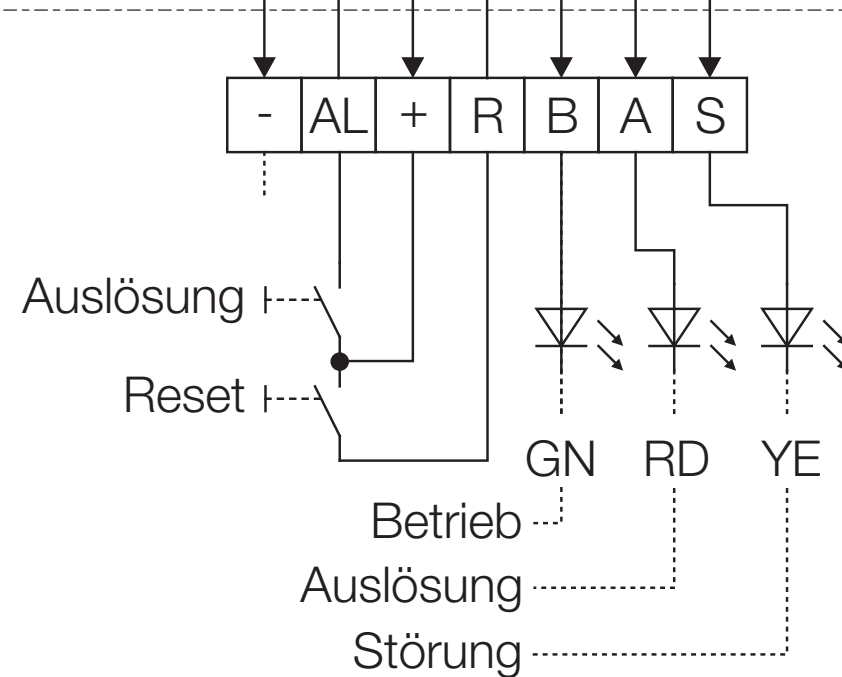 - AL + R B A S
Auslösung
Reset
GN RD YE
Betrieb
Auslösung
Störung